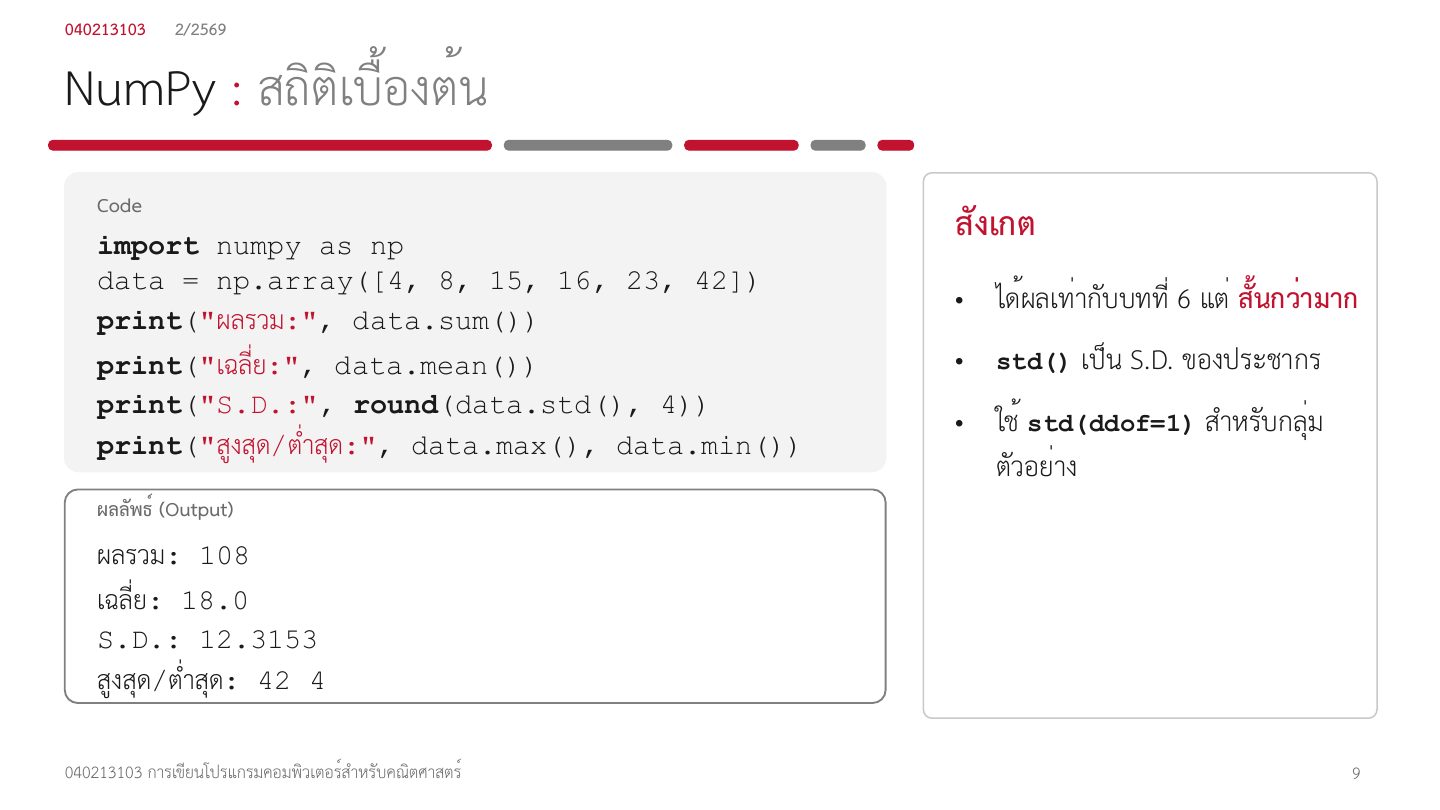 040213103 2/2569
NumPy : สถิติเบื้องต้น
Code
import numpy as np
data = np.array([4, 8, 15, 16, 23, 42])
print("ผลรวม:", data.sum())
print("เฉลี่ย:", data.mean())
print("S.D.:", round(data.std(), 4))
print("สูงสุด/ต่ำสุด:", data.max(), data.min())
ผลลัพธ์ (Output)
ผลรวม: 108
เฉลี่ย: 18.0
S.D.: 12.3153
สูงสุด/ต่ำสุด: 42 4
สังเกต
• ได้ผลเท่ากับบทที่ 6 แต่ สั้นกว่ามาก
• std() เป็น S.D. ของประชากร
• ใช้ std(ddof=1) สำหรับกลุ่ม
ตัวอย่าง
040213103 การเขียนโปรแกรมคอมพิวเตอร์สำหรับคณิตศาสตร์
9